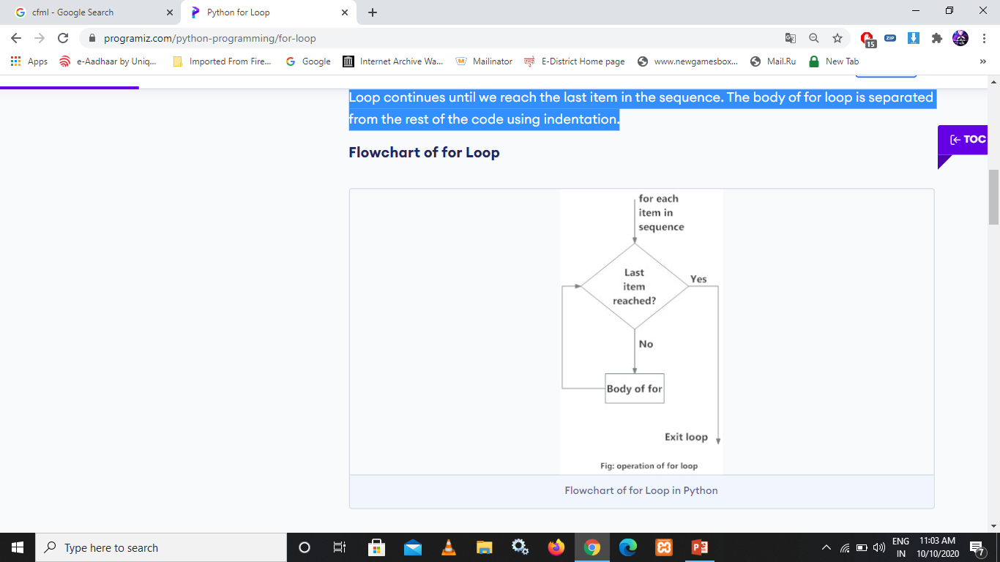 cfml - Google Search
Python for Loop
programiz.com/python-programming/for-loop
15
ZIP
Apps
e-Aadhaar by Uniq...
Imported From Fire...
Google
Internet Archive Wa...
Mailinator
E-District Home page
www.newgamesbox...
Mail.Ru
New Tab
»
Loop continues until we reach the last item in the sequence. The body of for loop is separated
from the rest of the code using indentation.
TOC
Flowchart of for Loop
for each
item in
sequence
Last
item
reached?
Yes
No
Body of for
Exit loop
Fig: operation of for loop
Flowchart of for Loop in Python
Type here to search
ENG
IN
11:03 AM
10/10/2020
7